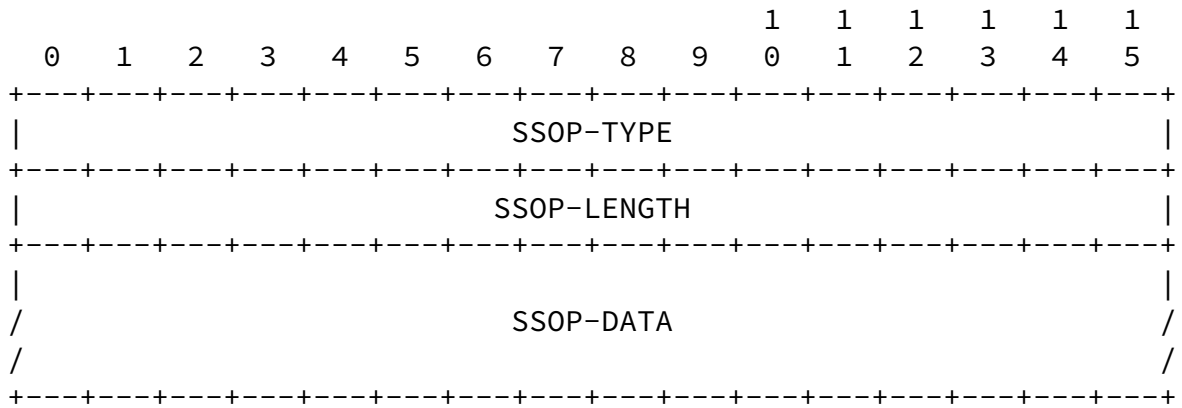 1   1   1   1   1   1
  0   1   2   3   4   5   6   7   8   9   0   1   2   3   4   5
+---+---+---+---+---+---+---+---+---+---+---+---+---+---+---+---+
|                           SSOP-TYPE                           |
+---+---+---+---+---+---+---+---+---+---+---+---+---+---+---+---+
|                          SSOP-LENGTH                          |
+---+---+---+---+---+---+---+---+---+---+---+---+---+---+---+---+
|                                                               |
/                           SSOP-DATA                           /
/                                                               /
+---+---+---+---+---+---+---+---+---+---+---+---+---+---+---+---+